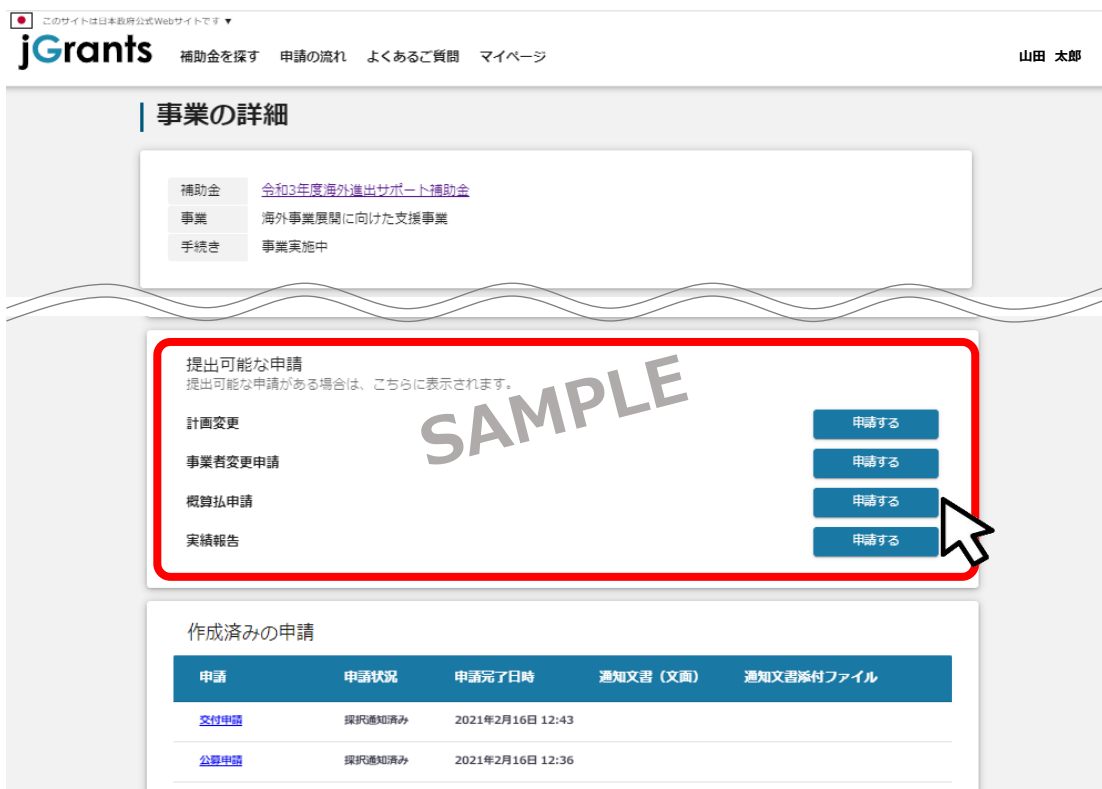 このサイトは日本政府公式Webサイトです ▼
jGrants 補助金を探す 申請の流れ よくあるご質問 マイページ 山田 太郎
事業の詳細
補助金 令和3年度海外進出サポート補助金
事業 海外事業展開に向けた支援事業
手続き 事業実施中
提出可能な申請
提出可能な申請がある場合は、こちらに表示されます。
SAMPLE
計画変更 申請する
事業者変更申請 申請する
概算払申請 申請する
実績報告 申請する
作成済みの申請
申請 申請状況 申請完了日時 通知文書（文面） 通知文書添付ファイル
交付申請 採択通知済み 2021年2月16日 12:43
公募申請 採択通知済み 2021年2月16日 12:36